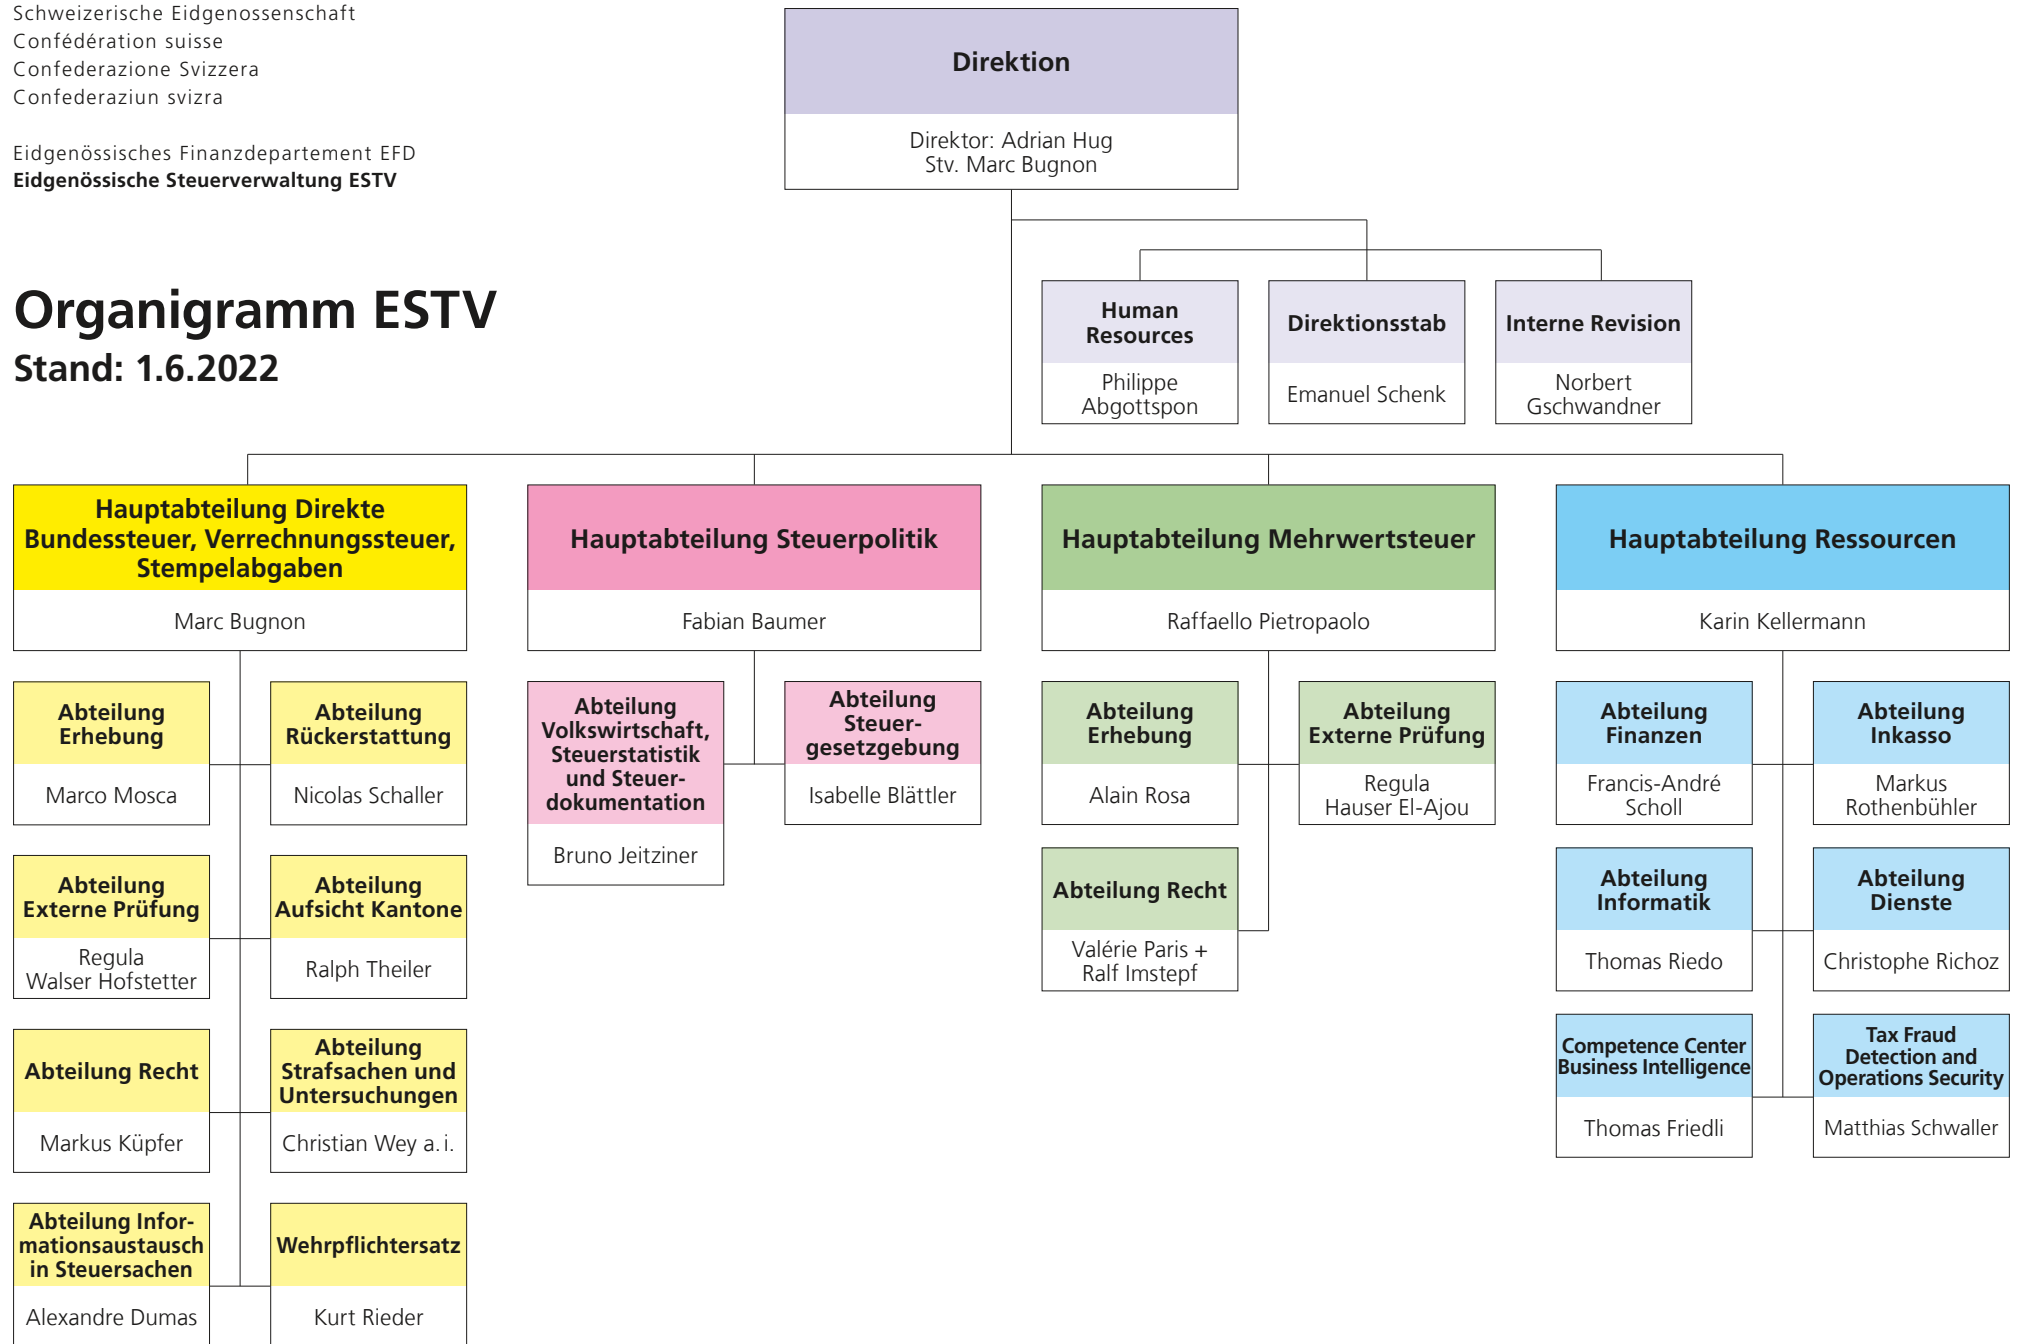 Schweizerische Eidgenossenschaft
Confédération suisse
Confederazione Svizzera
Confederaziun svizra
Eidgenössisches Finanzdepartement EFD
Eidgenössische Steuerverwaltung ESTV
Organigramm ESTV
Stand: 1.6.2022
Direktion
Direktor: Adrian Hug
Stv. Marc Bugnon
Human
Resources
Philippe
Abgottspon
Direktionsstab
Emanuel Schenk
Interne Revision
Norbert
Gschwandner
Hauptabteilung Direkte
Bundessteuer, Verrechnungssteuer,
Stempelabgaben
Marc Bugnon
Abteilung
Erhebung
Marco Mosca
Abteilung
Rückerstattung
Nicolas Schaller
Abteilung
Externe Prüfung
Regula
Walser Hofstetter
Abteilung
Aufsicht Kantone
Ralph Theiler
Abteilung Recht
Markus Küpfer
Abteilung
Strafsachen und
Untersuchungen
Christian Wey a.i.
Abteilung Infor-
mationsaustausch
in Steuersachen
Alexandre Dumas
Wehrpflichtersatz
Kurt Rieder
Hauptabteilung Steuerpolitik
Fabian Baumer
Abteilung
Volkswirtschaft,
Steuerstatistik
und Steuer-
dokumentation
Bruno Jeitziner
Abteilung
Steuer-
gesetzgebung
Isabelle Blättler
Hauptabteilung Mehrwertsteuer
Raffaello Pietropaolo
Abteilung
Erhebung
Alain Rosa
Abteilung
Externe Prüfung
Regula
Hauser El-Ajou
Abteilung Recht
Valérie Paris +
Ralf Imstepf
Hauptabteilung Ressourcen
Karin Kellermann
Abteilung
Finanzen
Francis-André
Scholl
Abteilung
Inkasso
Markus
Rothenbühler
Abteilung
Informatik
Thomas Riedo
Abteilung
Dienste
Christophe Richoz
Competence Center
Business Intelligence
Thomas Friedli
Tax Fraud
Detection and
Operations Security
Matthias Schwaller